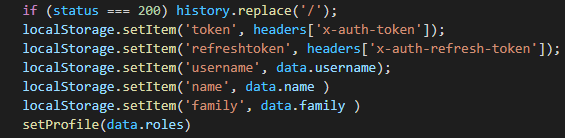 if (status === 200) history.replace('/');
localStorage.setItem('token', headers['x-auth-token']);
localStorage.setItem('refreshtoken', headers['x-auth-refresh-token']);
localStorage.setItem('username', data.username);
localStorage.setItem('name', data.name )
localStorage.setItem('family', data.family )
setProfile(data.roles)